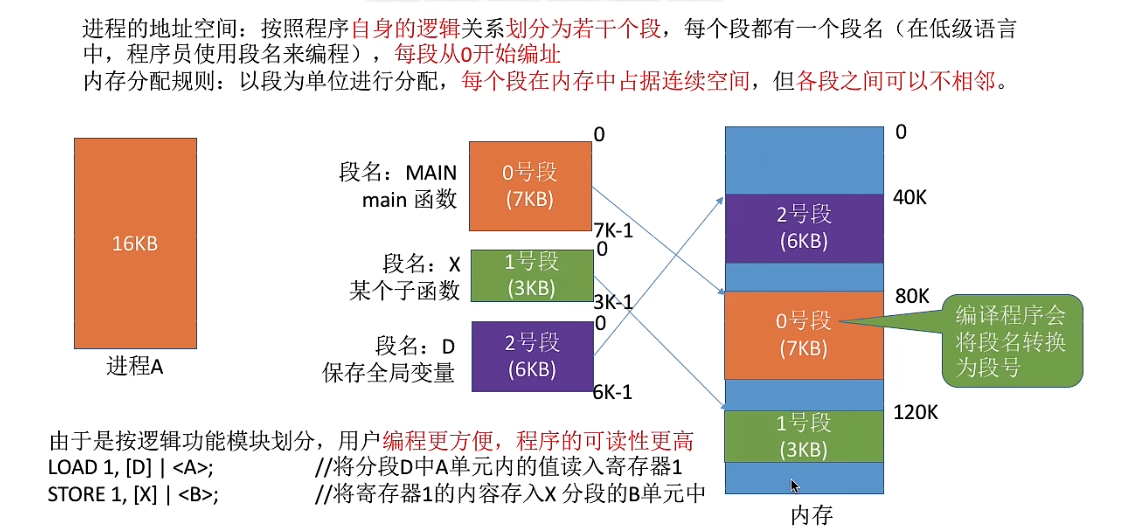 进程的地址空间：按照程序自身的逻辑关系划分为若干个段，每个段都有一个段名（在低级语言
中，程序员使用段名来编程），每段从0开始编址
内存分配规则：以段为单位进行分配，每个段在内存中占据连续空间，但各段之间可以不相邻。
16KB
进程A
段名：MAIN
main 函数
0号段
(7KB)
0
7K-1
段名：X
某个子函数
1号段
(3KB)
0
3K-1
段名：D
保存全局变量
2号段
(6KB)
0
6K-1
0
40K
2号段
(6KB)
80K
0号段
(7KB)
120K
1号段
(3KB)
内存
编译程序会
将段名转换
为段号
由于是按逻辑功能模块划分，用户编程更方便，程序的可读性更高
LOAD 1, [D] | <A>; //将分段D中A单元内的值读入寄存器1
STORE 1, [X] | <B>; //将寄存器1的内容存入X 分段的B单元中